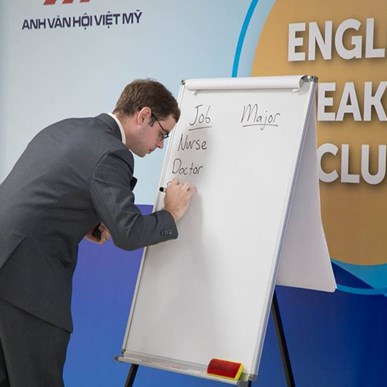 ANH VĂN HỘI VIỆT MỸ
ENGL
EAK
CLU
Job Major
Nurse
Doctor